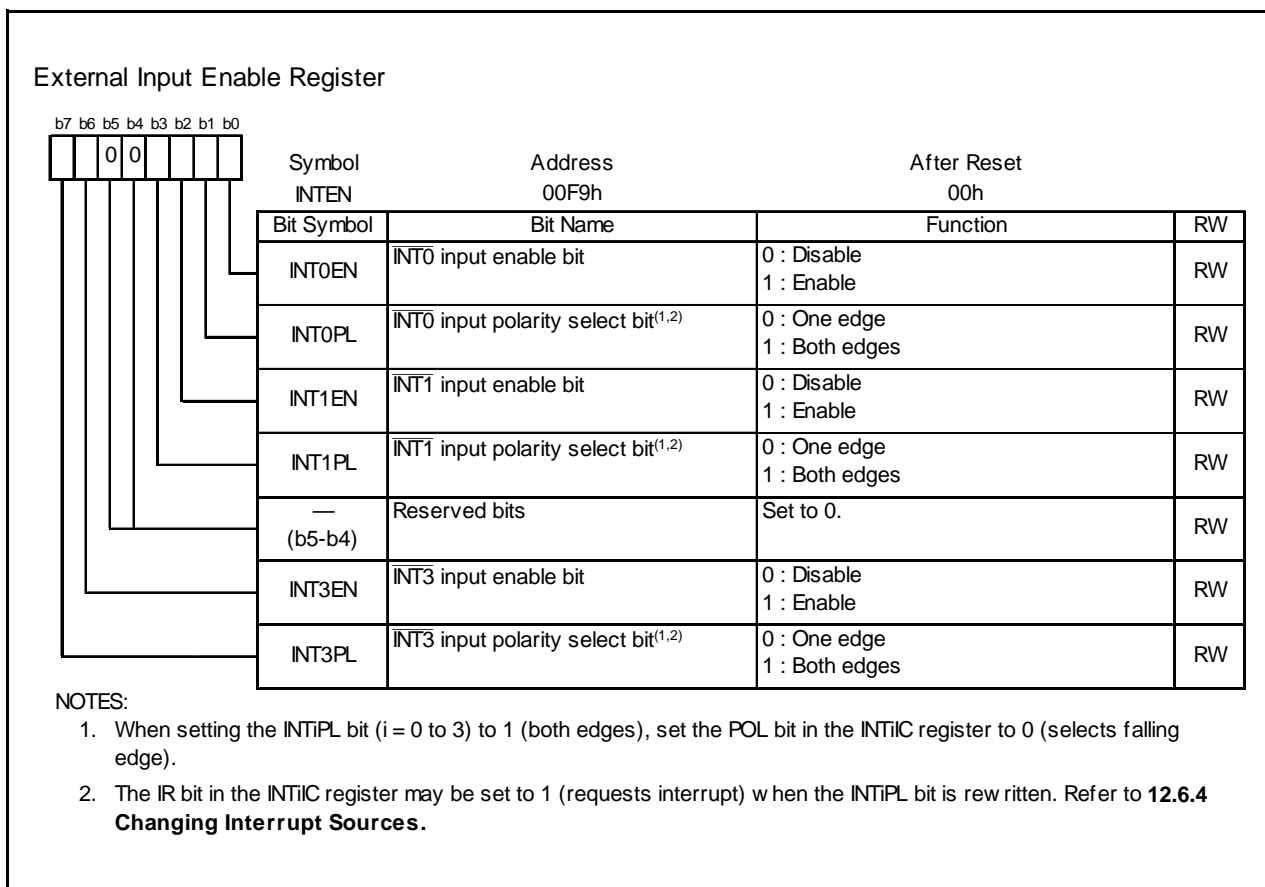 External Input Enable Register
b7 b6 b5 b4 b3 b2 b1 b0
0 0
Symbol Address After Reset
INTEN 00F9h 00h
Bit Symbol Bit Name Function RW
INT0EN INT0 input enable bit 0 : Disable
1 : Enable RW
INT0PL INT0 input polarity select bit(1,2) 0 : One edge
1 : Both edges RW
INT1EN INT1 input enable bit 0 : Disable
1 : Enable RW
INT1PL INT1 input polarity select bit(1,2) 0 : One edge
1 : Both edges RW
—
(b5-b4) Reserved bits Set to 0. RW
INT3EN INT3 input enable bit 0 : Disable
1 : Enable RW
INT3PL INT3 input polarity select bit(1,2) 0 : One edge
1 : Both edges RW
NOTES:
1. When setting the INTiPL bit (i = 0 to 3) to 1 (both edges), set the POL bit in the INTiIC register to 0 (selects falling
edge).
2. The IR bit in the INTiIC register may be set to 1 (requests interrupt) when the INTiPL bit is rewritten. Refer to 12.6.4
Changing Interrupt Sources.